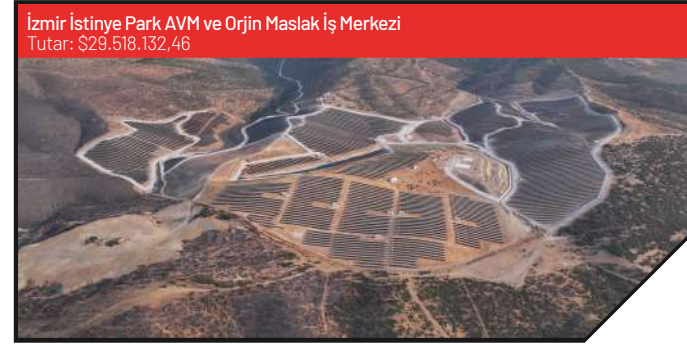 İzmir İstinye Park AVM ve Orjin Maslak İş Merkezi
Tutar: $29.518.132,46